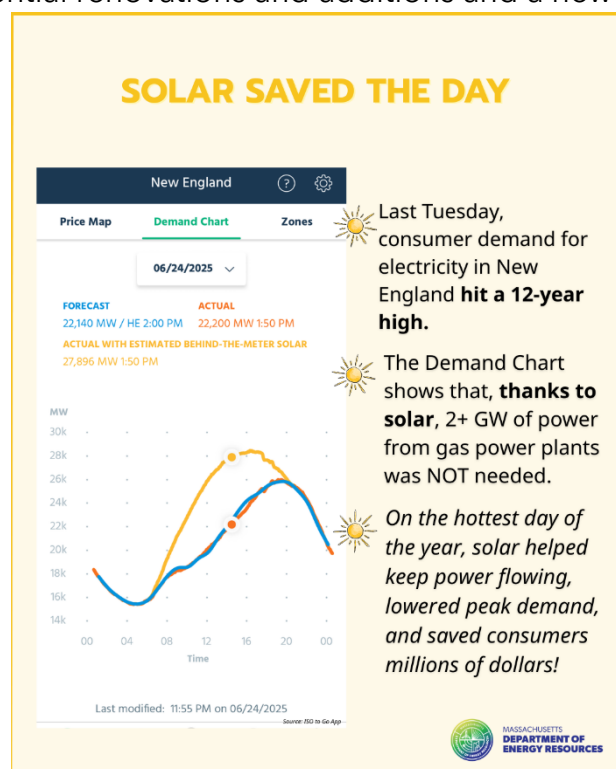 ential renovations and additions and a new
SOLAR SAVED THE DAY
New England
?
Price Map Demand Chart Zones
06/24/2025
FORECAST ACTUAL
22,140 MW / HE 2:00 PM 22,200 MW 1:50 PM
ACTUAL WITH ESTIMATED BEHIND-THE-METER SOLAR
27,896 MW 1:50 PM
MW
30k
28k
26k
24k
22k
20k
18k
16k
14k
00 04 08 12 16 20 00
Time
Last modified: 11:55 PM on 06/24/2025
Source: ISO to Go App
Last Tuesday,
consumer demand for
electricity in New
England hit a 12-year
high.
The Demand Chart
shows that, thanks to
solar, 2+ GW of power
from gas power plants
was NOT needed.
On the hottest day of
the year, solar helped
keep power flowing,
lowered peak demand,
and saved consumers
millions of dollars!
MASSACHUSETTS
DEPARTMENT OF
ENERGY RESOURCES